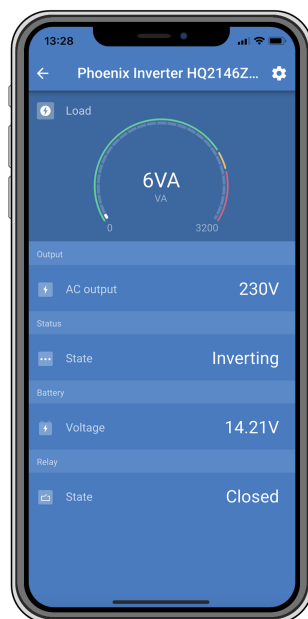 13:28
Phoenix Inverter HQ2146Z...
Load
6VA
VA
0 3200
Output
AC output 230V
Status
State Inverting
Battery
Voltage 14.21V
Relay
State Closed